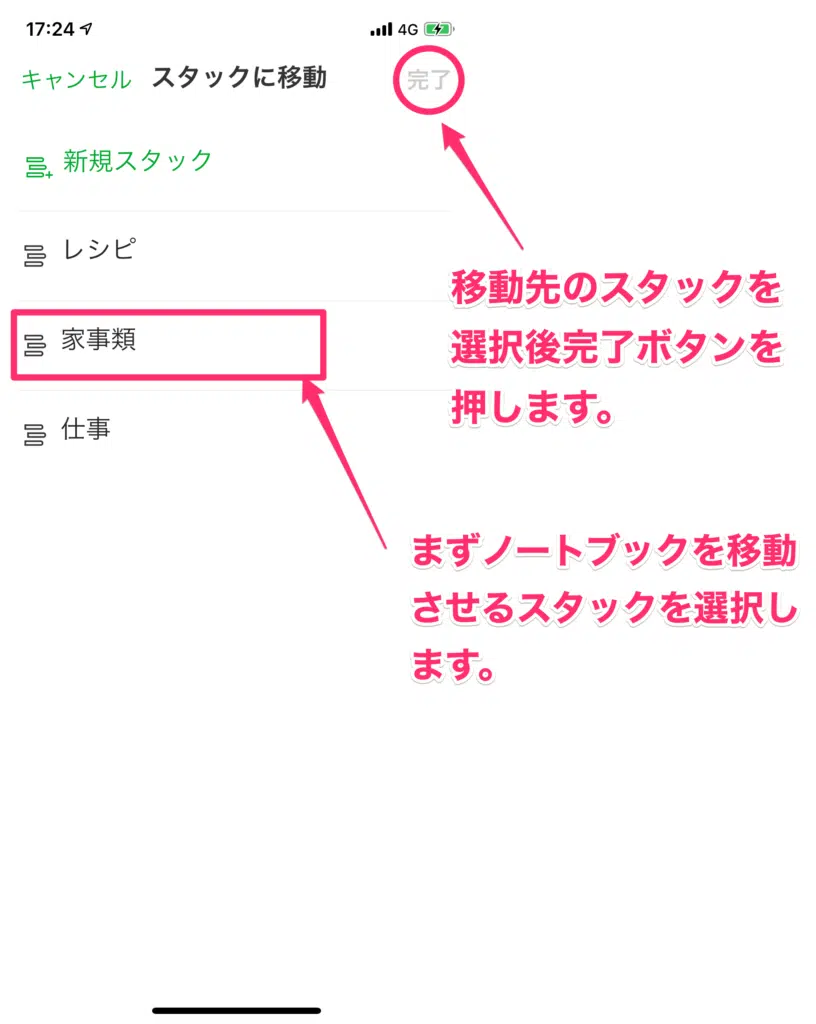 17:24 4G
キャンセル スタックに移動 完了
新規スタック
レシピ
家事類
仕事
移動先のスタックを
選択後完了ボタンを
押します。
まずノートブックを移動
させるスタックを選択し
ます。